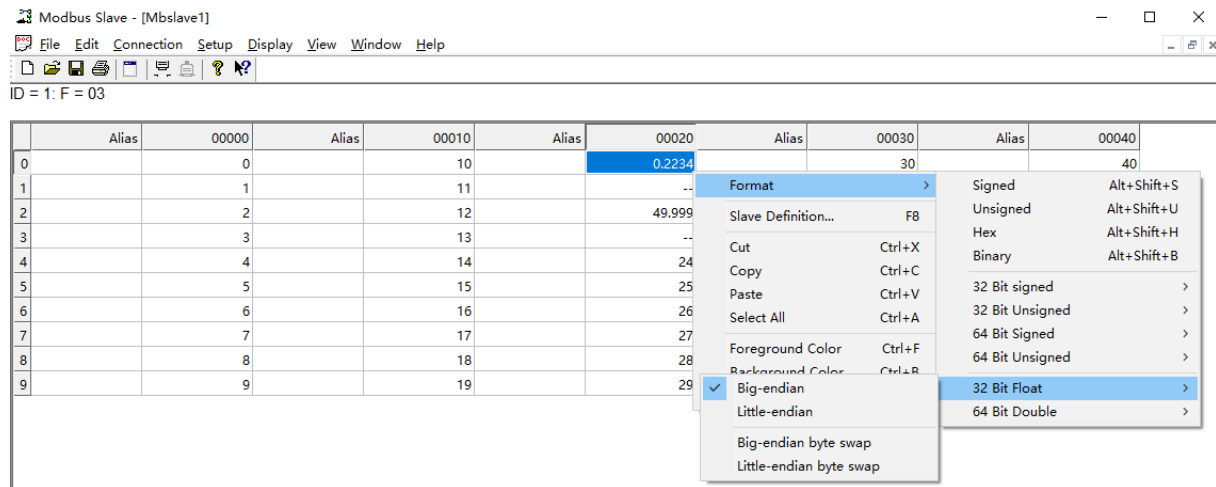 Modbus Slave - [Mbslave1]
File Edit Connection Setup Display View Window Help
ID = 1: F = 03
Alias 00000 Alias 00010 Alias 00020 Alias 00030 Alias 00040
0 0 10 0.2234 30 40
1 1 11 --
2 2 12 49.999
3 3 13 --
4 4 14 24
5 5 15 25
6 6 16 26
7 7 17 27
8 8 18 28
9 9 19 29
Format
Slave Definition... F8
Cut Ctrl+X
Copy Ctrl+C
Paste Ctrl+V
Select All Ctrl+A
Foreground Color Ctrl+F
Background Color Ctrl+B
Signed Alt+Shift+S
Unsigned Alt+Shift+U
Hex Alt+Shift+H
Binary Alt+Shift+B
32 Bit signed
32 Bit Unsigned
64 Bit Signed
64 Bit Unsigned
32 Bit Float
64 Bit Double
Big-endian
Little-endian
Big-endian byte swap
Little-endian byte swap